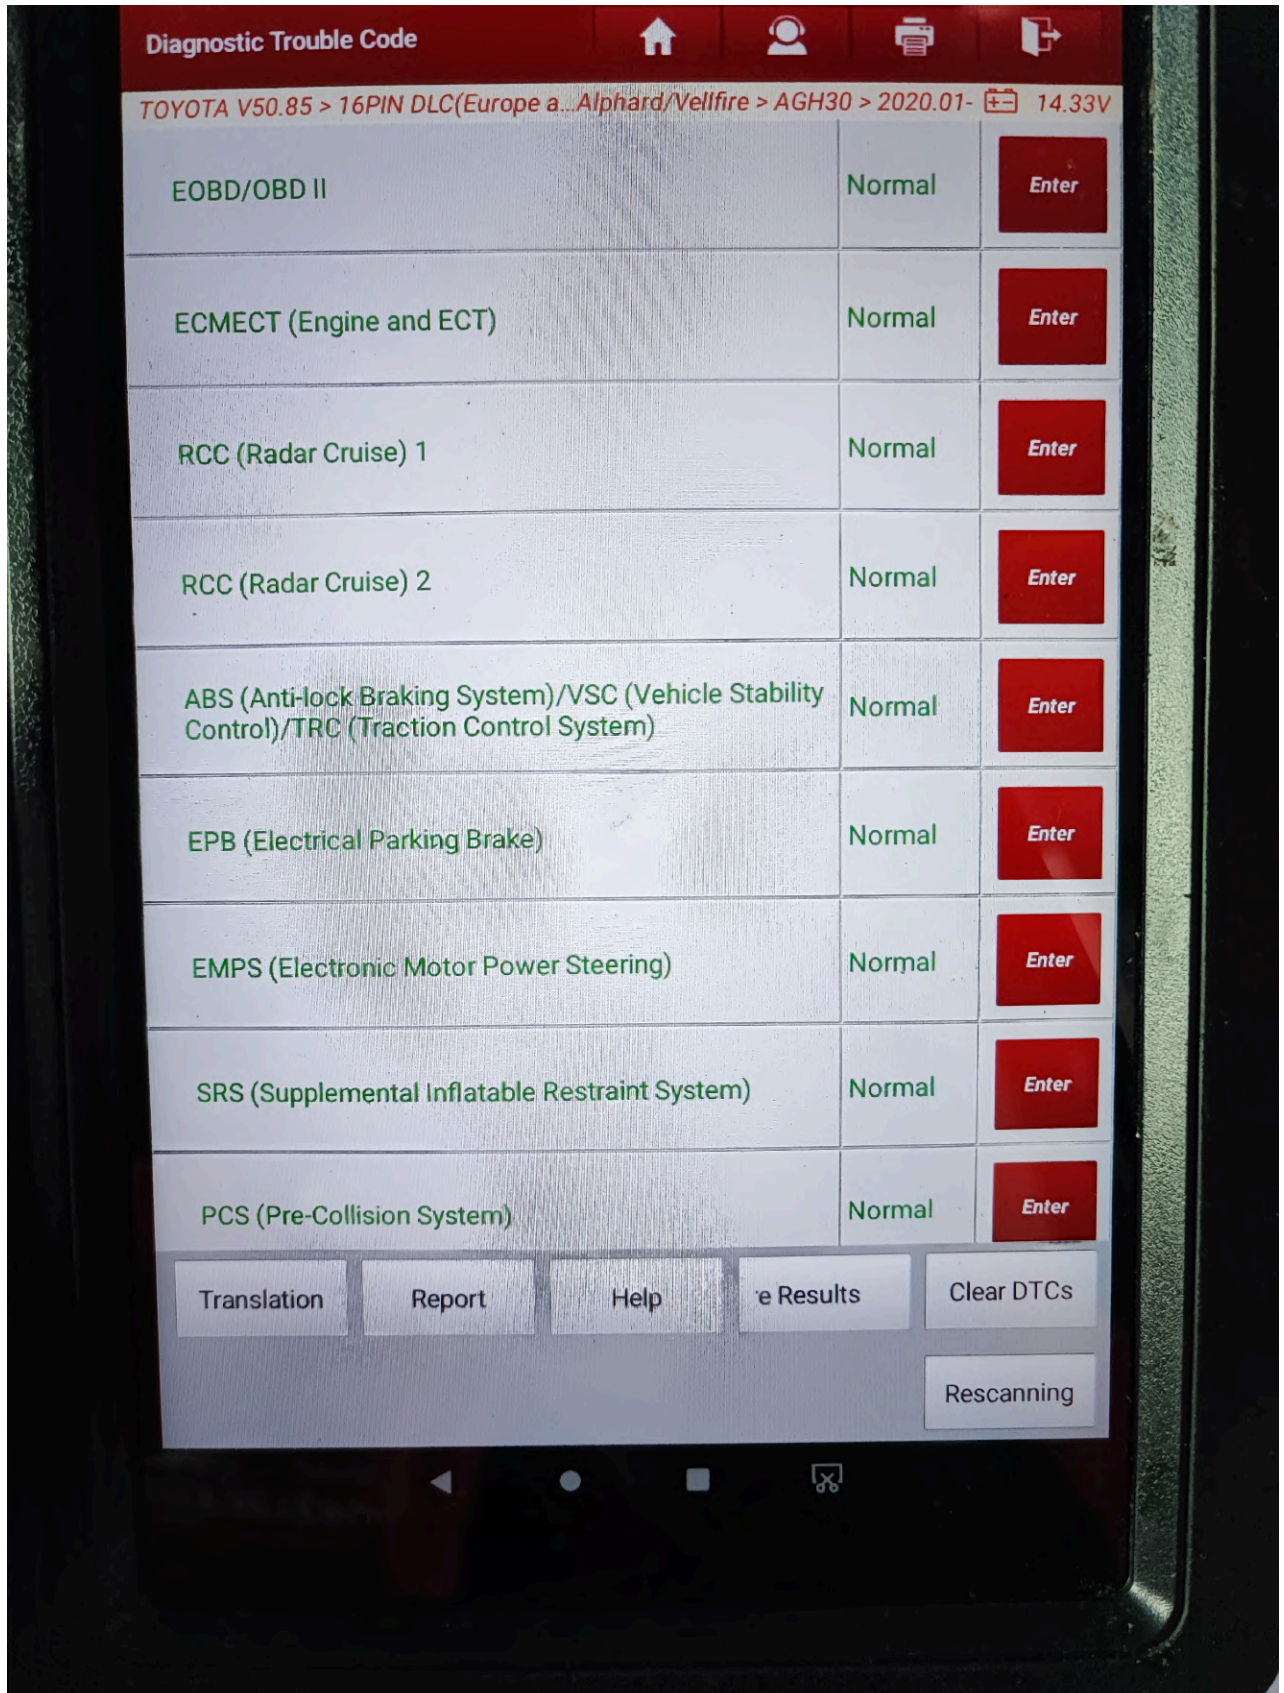 Diagnostic Trouble Code
TOYOTA V50.85 > 16PIN DLC(Europe a...Alphard/Vellfire > AGH30 > 2020.01- 14.33V
EOBD/OBD II Normal Enter
ECMECT (Engine and ECT) Normal Enter
RCC (Radar Cruise) 1 Normal Enter
RCC (Radar Cruise) 2 Normal Enter
ABS (Anti-lock Braking System)/VSC (Vehicle Stability
Control)/TRC (Traction Control System) Normal Enter
EPB (Electrical Parking Brake) Normal Enter
EMPS (Electronic Motor Power Steering) Normal Enter
SRS (Supplemental Inflatable Restraint System) Normal Enter
PCS (Pre-Collision System) Normal Enter
Translation Report Help e Results Clear DTCs
Rescanning